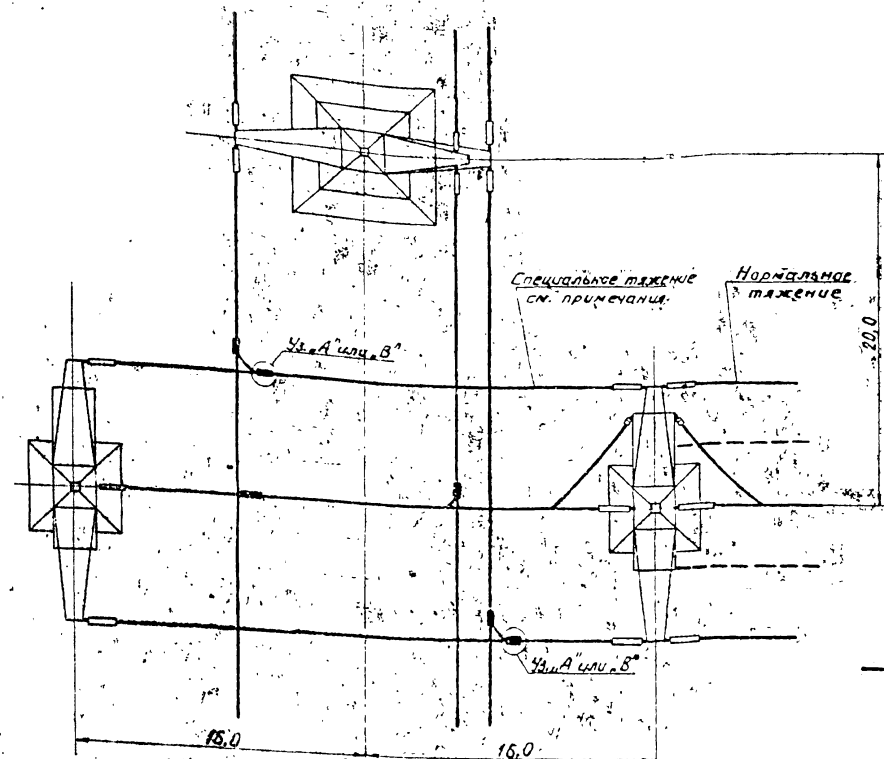 Специальное тяжение
см. примечания.
Нормальное
тяжение
20,0
Уз. „А" или „В"
Уз. „А" или „В"
16,0
16,0